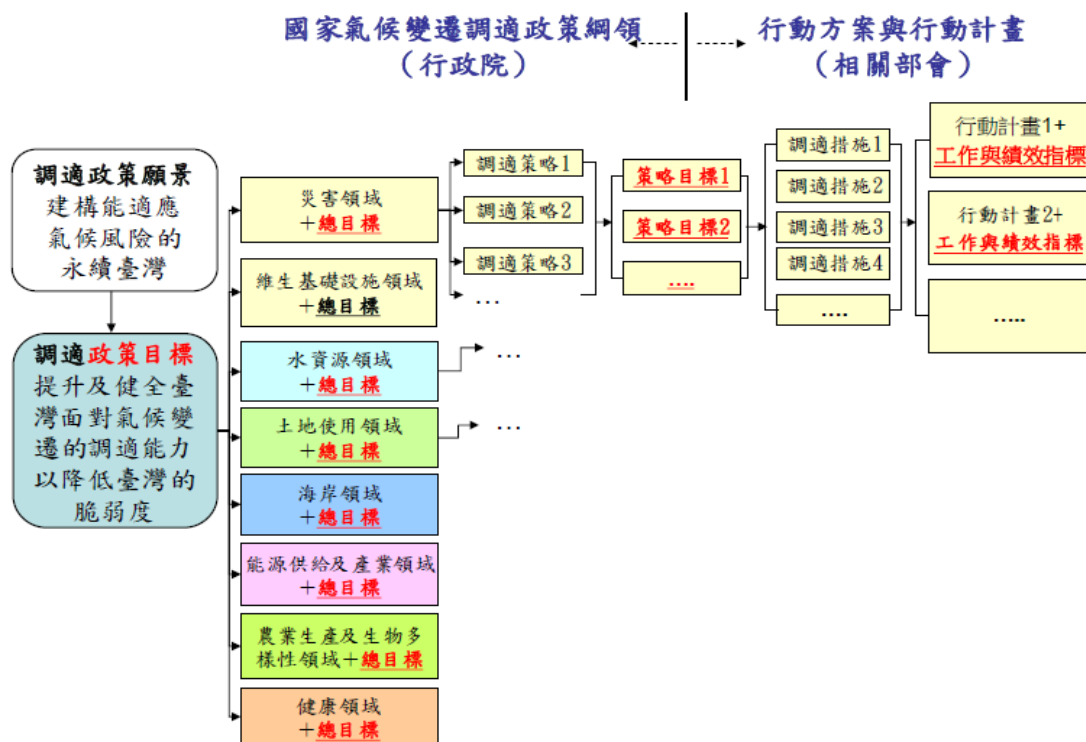 國家氣候變遷調適政策綱領
（行政院）
行動方案與行動計畫
（相關部會）
調適政策願景
建構能適應
氣候風險的
永續臺灣
調適政策目標
提升及健全臺
灣面對氣候變
遷的調適能力
以降低臺灣的
脆弱度
災害領域
＋總目標
維生基礎設施領域
＋總目標
水資源領域
＋總目標
土地使用領域
＋總目標
海岸領域
＋總目標
能源供給及產業領域
＋總目標
農業生產及生物多
樣性領域＋總目標
健康領域
＋總目標
調適策略1
調適策略2
調適策略3
…
…
…
策略目標1
策略目標2
….
調適措施1
調適措施2
調適措施3
調適措施4
….
行動計畫1+
工作與績效指標
行動計畫2+
工作與績效指標
…..